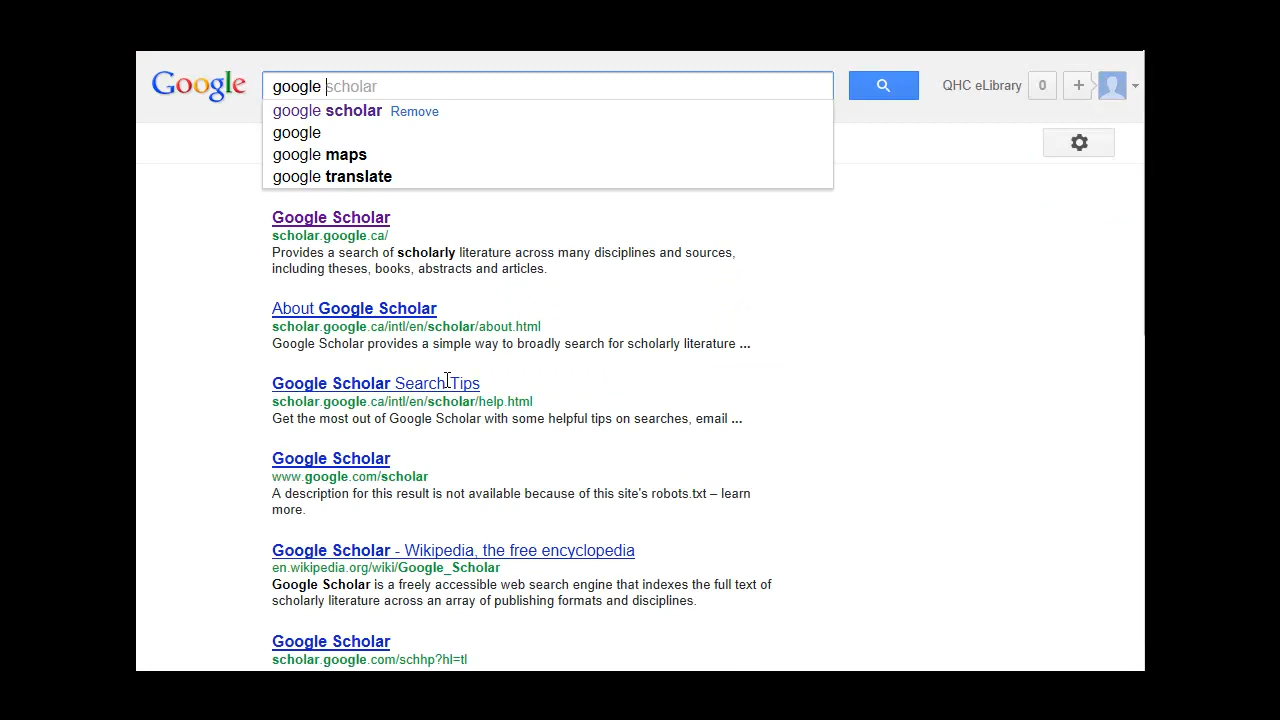 Google
google scholar
QHC eLibrary
0
+
google scholar Remove
google
google maps
google translate
Google Scholar
scholar.google.ca/
Provides a search of scholarly literature across many disciplines and sources,
including theses, books, abstracts and articles.
About Google Scholar
scholar.google.ca/intl/en/scholar/about.html
Google Scholar provides a simple way to broadly search for scholarly literature ...
Google Scholar Search Tips
scholar.google.ca/intl/en/scholar/help.html
Get the most out of Google Scholar with some helpful tips on searches, email ...
Google Scholar
www.google.com/scholar
A description for this result is not available because of this site's robots.txt – learn
more.
Google Scholar - Wikipedia, the free encyclopedia
en.wikipedia.org/wiki/Google_Scholar
Google Scholar is a freely accessible web search engine that indexes the full text of
scholarly literature across an array of publishing formats and disciplines.
Google Scholar
scholar.google.com/schhp?hl=tl